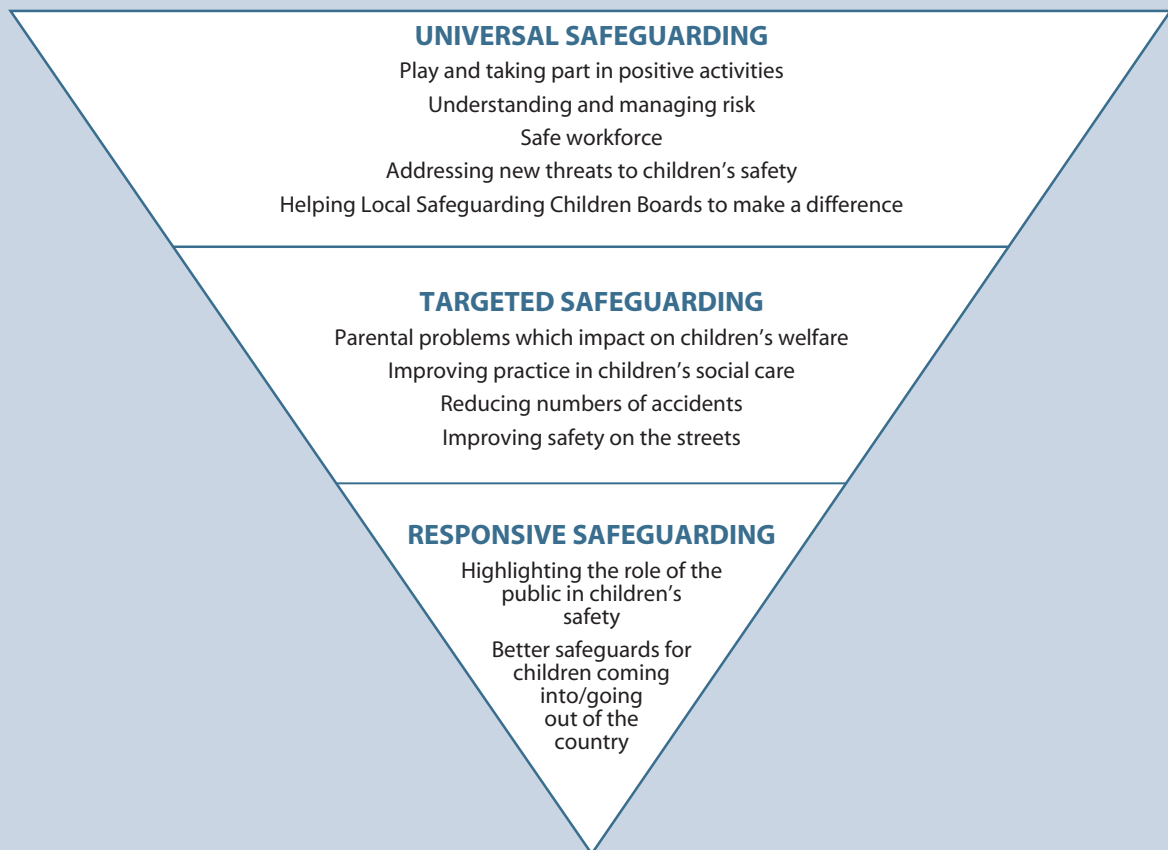 UNIVERSAL SAFEGUARDING
Play and taking part in positive activities
Understanding and managing risk
Safe workforce
Addressing new threats to children’s safety
Helping Local Safeguarding Children Boards to make a difference
TARGETED SAFEGUARDING
Parental problems which impact on children’s welfare
Improving practice in children’s social care
Reducing numbers of accidents
Improving safety on the streets
RESPONSIVE SAFEGUARDING
Highlighting the role of the
public in children’s
safety
Better safeguards for
children coming
into/going
out of the
country